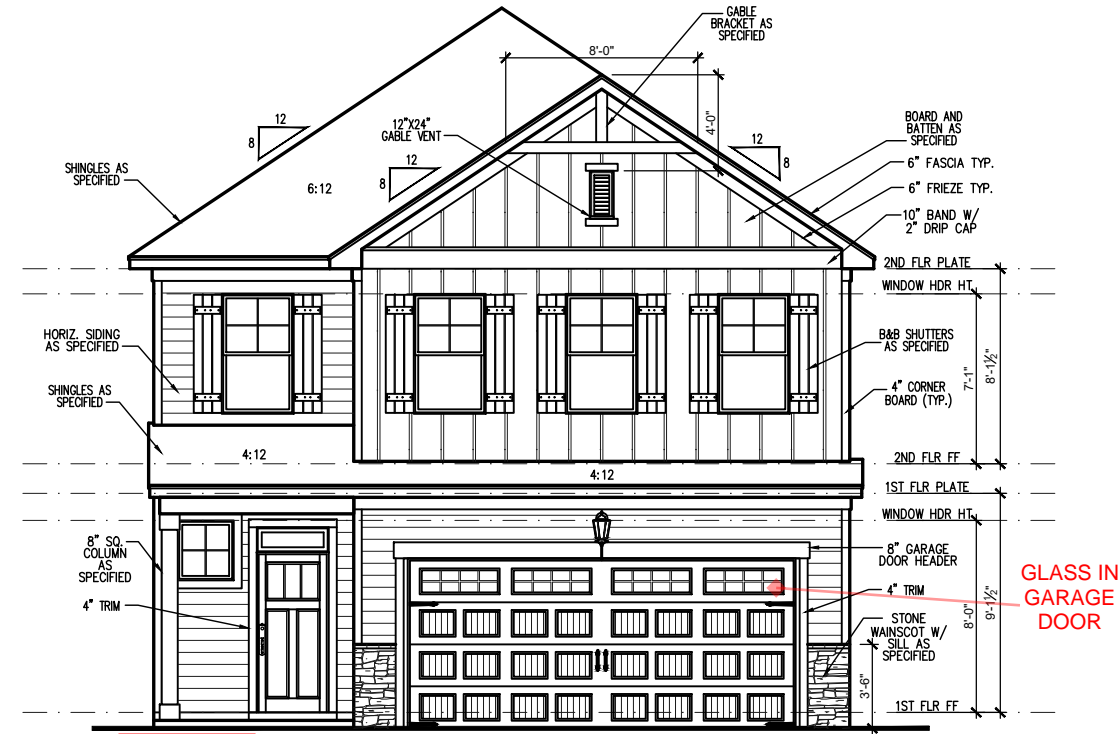 GABLE
BRACKET AS
SPECIFIED
8'-0"
4'-0"
12
8
12"X24"
GABLE VENT
12
8
12
8
BOARD AND
BATTEN AS
SPECIFIED
6" FASCIA TYP.
6" FRIEZE TYP.
10" BAND W/
2" DRIP CAP
SHINGLES AS
SPECIFIED
6:12
2ND FLR PLATE
WINDOW HDR HT.
HORIZ. SIDING
AS SPECIFIED
B&B SHUTTERS
AS SPECIFIED
7'-1"
8'-1½"
SHINGLES AS
SPECIFIED
4" CORNER
BOARD (TYP.)
4:12
4:12
2ND FLR FF
1ST FLR PLATE
WINDOW HDR HT.
8" SQ.
COLUMN
AS
SPECIFIED
8" GARAGE
DOOR HEADER
4" TRIM
4" TRIM
GLASS IN
GARAGE
DOOR
STONE
WAINSCOT W/
SILL AS
SPECIFIED
8'-0"
9'-1½"
3'-6"
1ST FLR FF